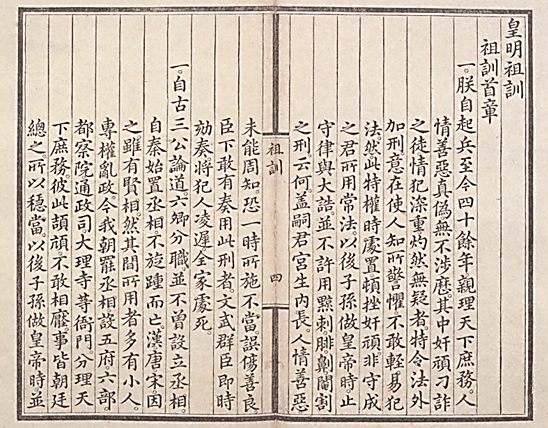 皇明祖訓
祖訓首章
一。朕自起兵至今四十餘年親理天下庶務。人
情善惡真偽無不涉歷。其中奸頑刁詐
之徒情犯深重灼然無疑者。特令法外
加刑意在使人知所警懼不敢輕易犯
法。然此特權時處置頓挫奸頑非守成
之君所用常法。以後子孫做皇帝時止
守律與大誥並不許用黥刺腓劓閹割
之刑云何。蓋嗣君宮生內長。人情善惡
祖訓
四
未能周知。恐一時所施不當誤傷善良。
臣下敢有奏用此刑者。文武群臣即時
劾奏將犯人凌遲全家處死。
一。自古三公論道。六卿分職。並不曾設立丞相。
自秦始置丞相。不旋踵而亡。漢唐宋因
之。雖有賢相。然其間所用者多有小人。
專權亂政。今我朝罷丞相。設五府。六部。
都察院。通政司。大理寺等衙門。分理天
下庶務。彼此頡頏。不敢相壓。事皆朝廷
總之。所以穩當。以後子孫做皇帝時並